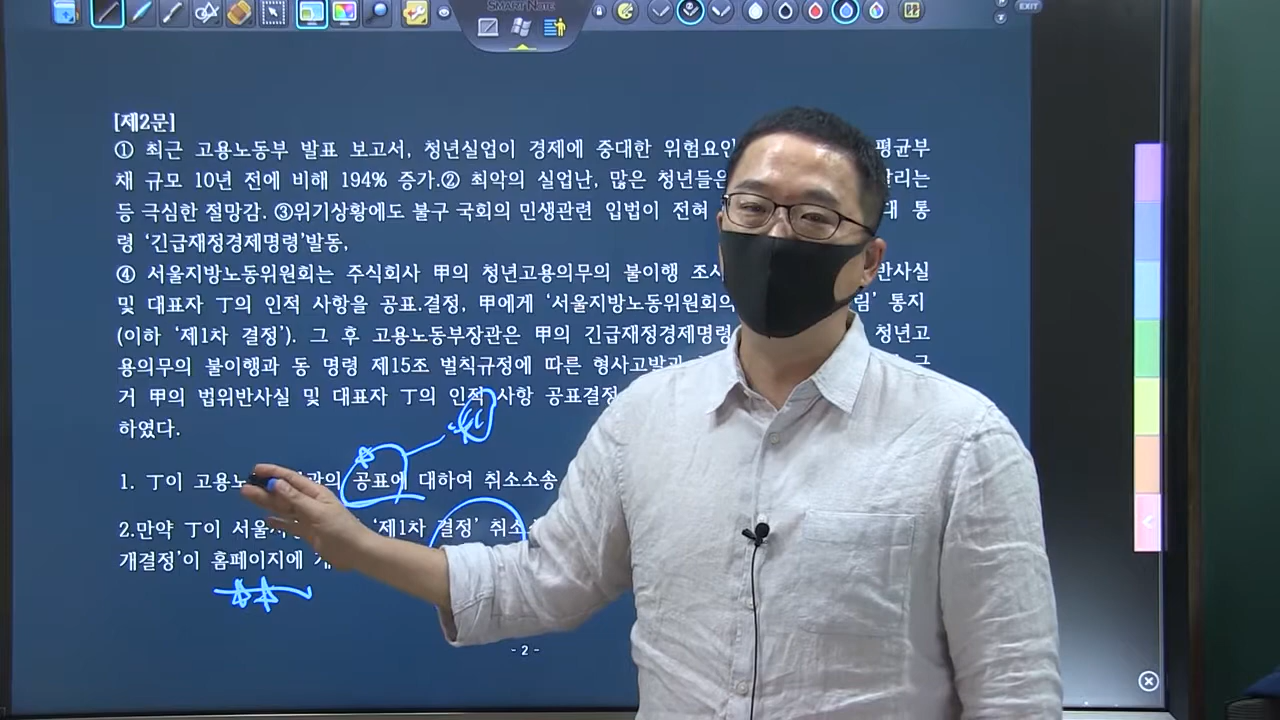 SMART NOTE
EXIT
[제2문]
① 최근 고용노동부 발표 보고서, 청년실업이 경제에 중대한 위험요인 평균부
채 규모 10년 전에 비해 194% 증가.② 최악의 실업난, 많은 청년들은 달리는
등 극심한 절망감. ③위기상황에도 불구 국회의 민생관련 입법이 전혀 대 통
령 '긴급재정경제명령'발동,
④ 서울지방노동위원회는 주식회사 甲의 청년고용의무의 불이행 조사 반사실
및 대표자 丁의 인적 사항을 공표.결정, 甲에게 '서울지방노동위원회의 림' 통지
(이하 '제1차 결정'). 그 후 고용노동부장관은 甲의 긴급재정경제명령 청년고
용의무의 불이행과 동 명령 제15조 벌칙규정에 따른 형사고발과 근
거 甲의 법위반사실 및 대표자 丁의 인적 사항 공표결정
하였다.
1. 丁이 고용노 관의 공표에 대하여 취소소송
2.만약 丁이 서울지 '제1차 결정' 취소
개결정'이 홈페이지에 개
- 2 -